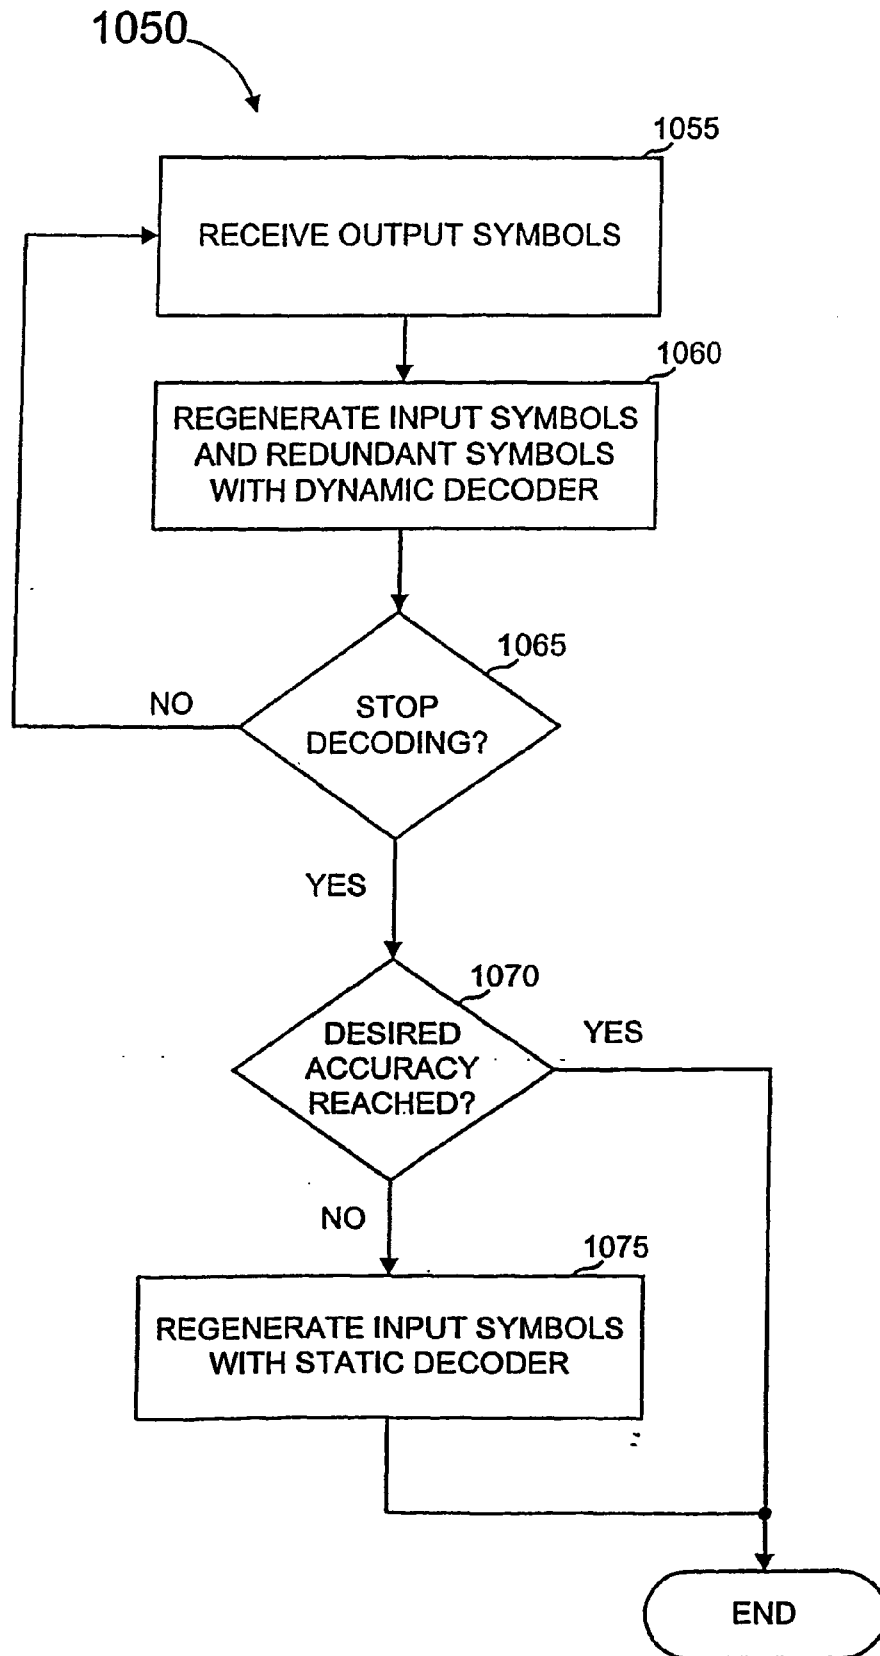 1050
1055
RECEIVE OUTPUT SYMBOLS
1060
REGENERATE INPUT SYMBOLS
AND REDUNDANT SYMBOLS
WITH DYNAMIC DECODER
1065
STOP
DECODING?
NO
YES
1070
DESIRED
ACCURACY
REACHED?
YES
NO
1075
REGENERATE INPUT SYMBOLS
WITH STATIC DECODER
END